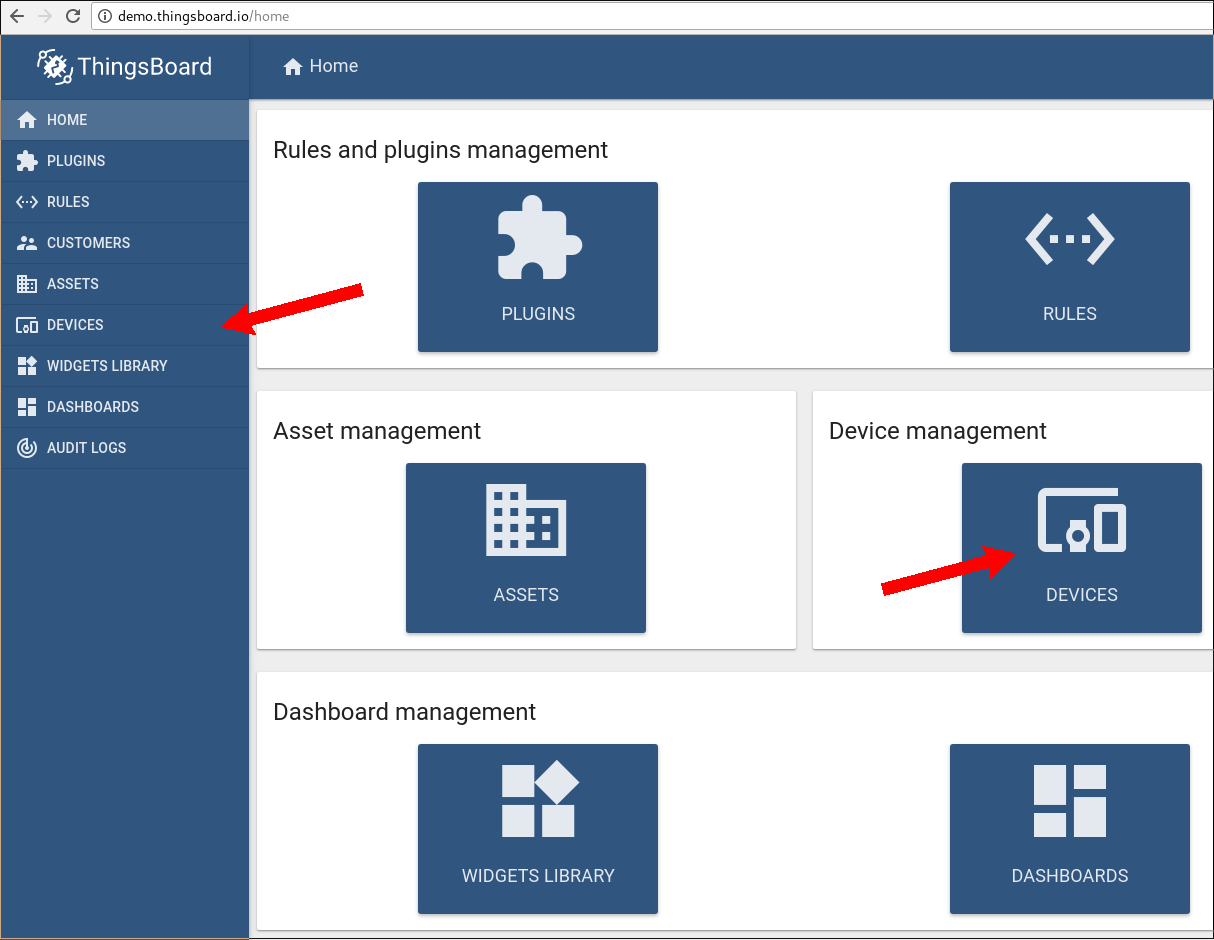 demo.thingsboard.io/home
ThingsBoard
Home
HOME
PLUGINS
RULES
CUSTOMERS
ASSETS
DEVICES
WIDGETS LIBRARY
DASHBOARDS
AUDIT LOGS
Rules and plugins management
PLUGINS
RULES
Asset management
ASSETS
Device management
DEVICES
Dashboard management
WIDGETS LIBRARY
DASHBOARDS